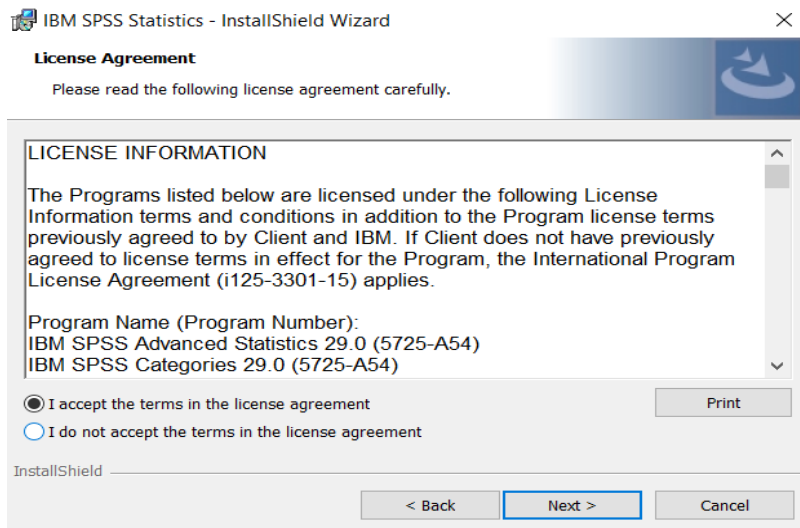 IBM SPSS Statistics - InstallShield Wizard
License Agreement
Please read the following license agreement carefully.
LICENSE INFORMATION
The Programs listed below are licensed under the following License
Information terms and conditions in addition to the Program license terms
previously agreed to by Client and IBM. If Client does not have previously
agreed to license terms in effect for the Program, the International Program
License Agreement (i125-3301-15) applies.
Program Name (Program Number):
IBM SPSS Advanced Statistics 29.0 (5725-A54)
IBM SPSS Categories 29.0 (5725-A54)
I accept the terms in the license agreement
Print
I do not accept the terms in the license agreement
InstallShield
< Back
Next >
Cancel